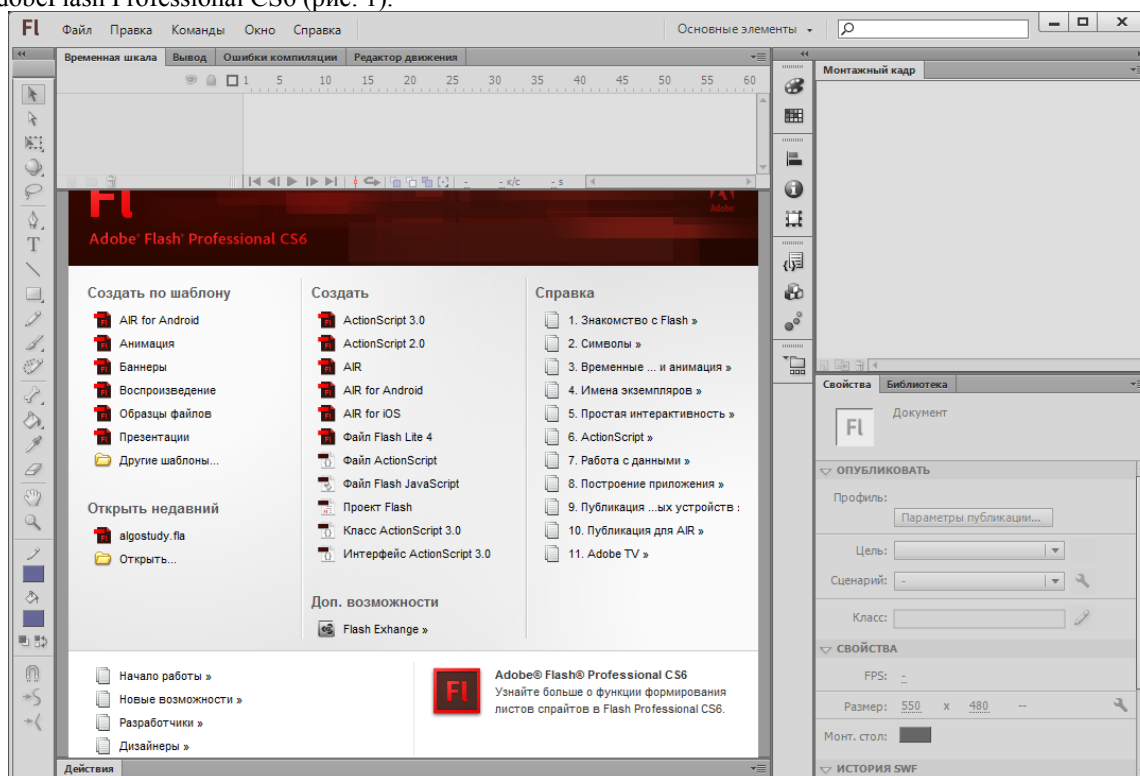 dobeFlash Professional CS6 (рис. 1).
Fl Файл Правка Команды Окно Справка Основные элементы
Временная шкала Вывод Ошибки компиляции Редактор движения
1 5 10 15 20 25 30 35 40 45 50 55 60
- - к/с - s
Монтажный кадр
Fl
Adobe
Adobe® Flash® Professional CS6
Создать по шаблону
AIR for Android
Анимация
Баннеры
Воспроизведение
Образцы файлов
Презентации
Другие шаблоны...
Открыть недавний
algostudy.fla
Открыть...
Создать
ActionScript 3.0
ActionScript 2.0
AIR
AIR for Android
AIR for iOS
Файл Flash Lite 4
Файл ActionScript
Файл Flash JavaScript
Проект Flash
Класс ActionScript 3.0
Интерфейс ActionScript 3.0
Доп. возможности
Flash Exhange »
Справка
1. Знакомство с Flash »
2. Символы »
3. Временные ... и анимация »
4. Имена экземпляров »
5. Простая интерактивность »
6. ActionScript »
7. Работа с данными »
8. Построение приложения »
9. Публикация ...ых устройств :
10. Публикация для AIR »
11. Adobe TV »
Начало работы »
Новые возможности »
Разработчики »
Дизайнеры »
Fl
Adobe® Flash® Professional CS6
Узнайте больше о функции формирования
листов спрайтов в Flash Professional CS6.
Действия
Свойства Библиотека
Fl Документ
ОПУБЛИКОВАТЬ
Профиль:
Параметры публикации...
Цель:
Сценарий: -
Класс:
СВОЙСТВА
FPS: -
Размер: 550 x 480 --
Монт. стол:
ИСТОРИЯ SWF